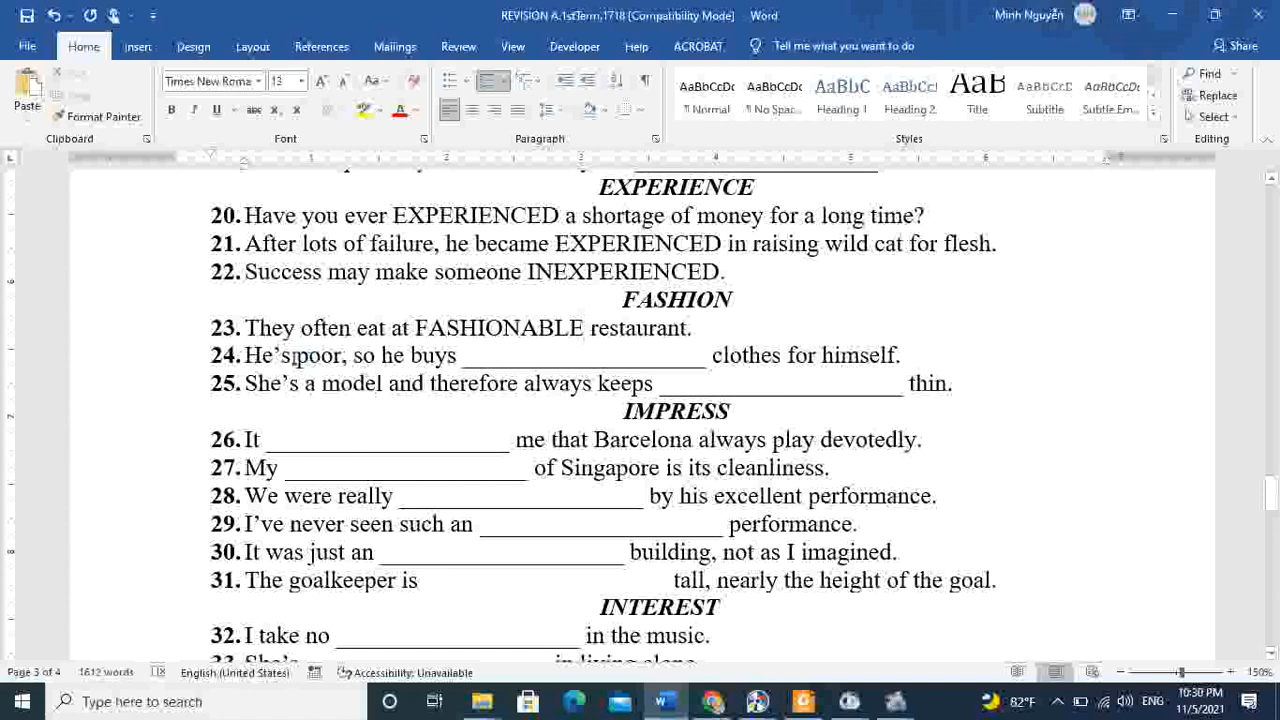 REVISION A.1stTerm.1718 [Compatibility Mode] - Word
Minh Nguyễn
File Home Insert Design Layout References Mailings Review View Developer Help ACROBAT Tell me what you want to do Share
Paste
Format Painter
Times New Roma 13
AaBbCcDc AaBbCcDc AaBbC AaBbCcI AaB AaBbCcD AaBbCcD
¶ Normal ¶ No Spac... Heading 1 Heading 2 Title Subtitle Subtle Em...
Find
Replace
Select
Clipboard Font Paragraph Styles Editing
EXPERIENCE
20. Have you ever EXPERIENCED a shortage of money for a long time?
21. After lots of failure, he became EXPERIENCED in raising wild cat for flesh.
22. Success may make someone INEXPERIENCED.
FASHION
23. They often eat at FASHIONABLE restaurant.
24. He's poor, so he buys ____________________ clothes for himself.
25. She's a model and therefore always keeps ____________________ thin.
IMPRESS
26. It ____________________ me that Barcelona always play devotedly.
27. My ____________________ of Singapore is its cleanliness.
28. We were really ____________________ by his excellent performance.
29. I've never seen such an ____________________ performance.
30. It was just an ____________________ building, not as I imagined.
31. The goalkeeper is tall, nearly the height of the goal.
INTEREST
32. I take no ____________________ in the music.
33. She's ____________________ in living alone.
Page 3 of 4 1612 words English (United States) Accessibility: Unavailable 150%
Type here to search
82°F ENG
10:30 PM
11/5/2021